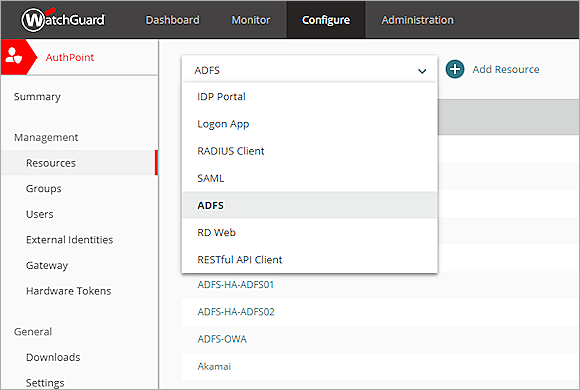 WatchGuard
Dashboard
Monitor
Configure
Administration
AuthPoint
Summary
Management
Resources
Groups
Users
External Identities
Gateway
Hardware Tokens
General
Downloads
Settings
ADFS
Add Resource
IDP Portal
Logon App
RADIUS Client
SAML
ADFS
RD Web
RESTful API Client
ADFS-HA-ADFS01
ADFS-HA-ADFS02
ADFS-OWA
Akamai